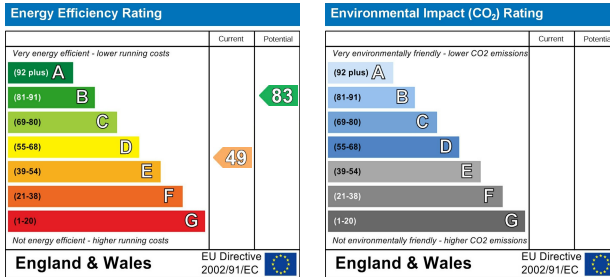 Energy Efficiency Rating
Current Potential
Very energy efficient - lower running costs
(92 plus) A
(81-91) B
83
(69-80) C
(55-68) D
49
(39-54) E
(21-38) F
(1-20) G
Not energy efficient - higher running costs
England & Wales
EU Directive
2002/91/EC
Environmental Impact (CO₂) Rating
Current Potential
Very environmentally friendly - lower CO2 emissions
(92 plus) A
(81-91) B
(69-80) C
(55-68) D
(39-54) E
(21-38) F
(1-20) G
Not environmentally friendly - higher CO2 emissions
England & Wales
EU Directive
2002/91/EC